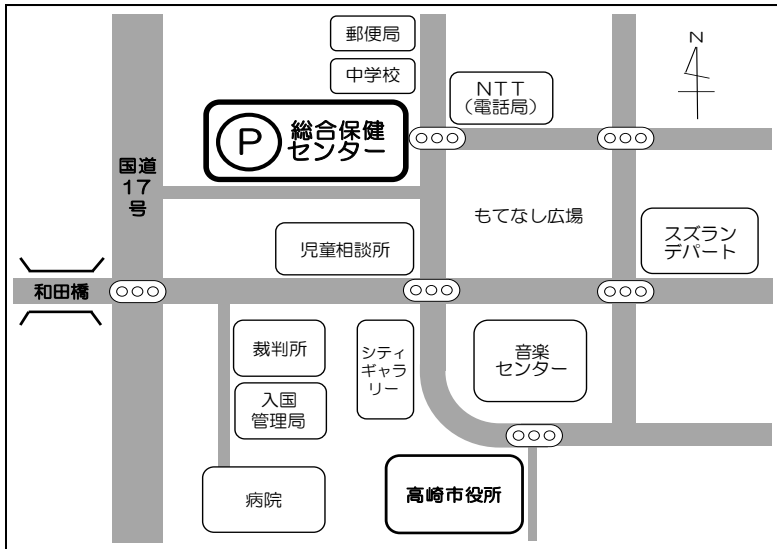 郵便局
中学校
N
NTT
(電話局)
P
総合保健
センター
国道
17
号
もてなし広場
スズラン
デパート
児童相談所
和田橋
裁判所
シティ
ギャラ
リー
音楽
センター
入国
管理局
病院
高崎市役所